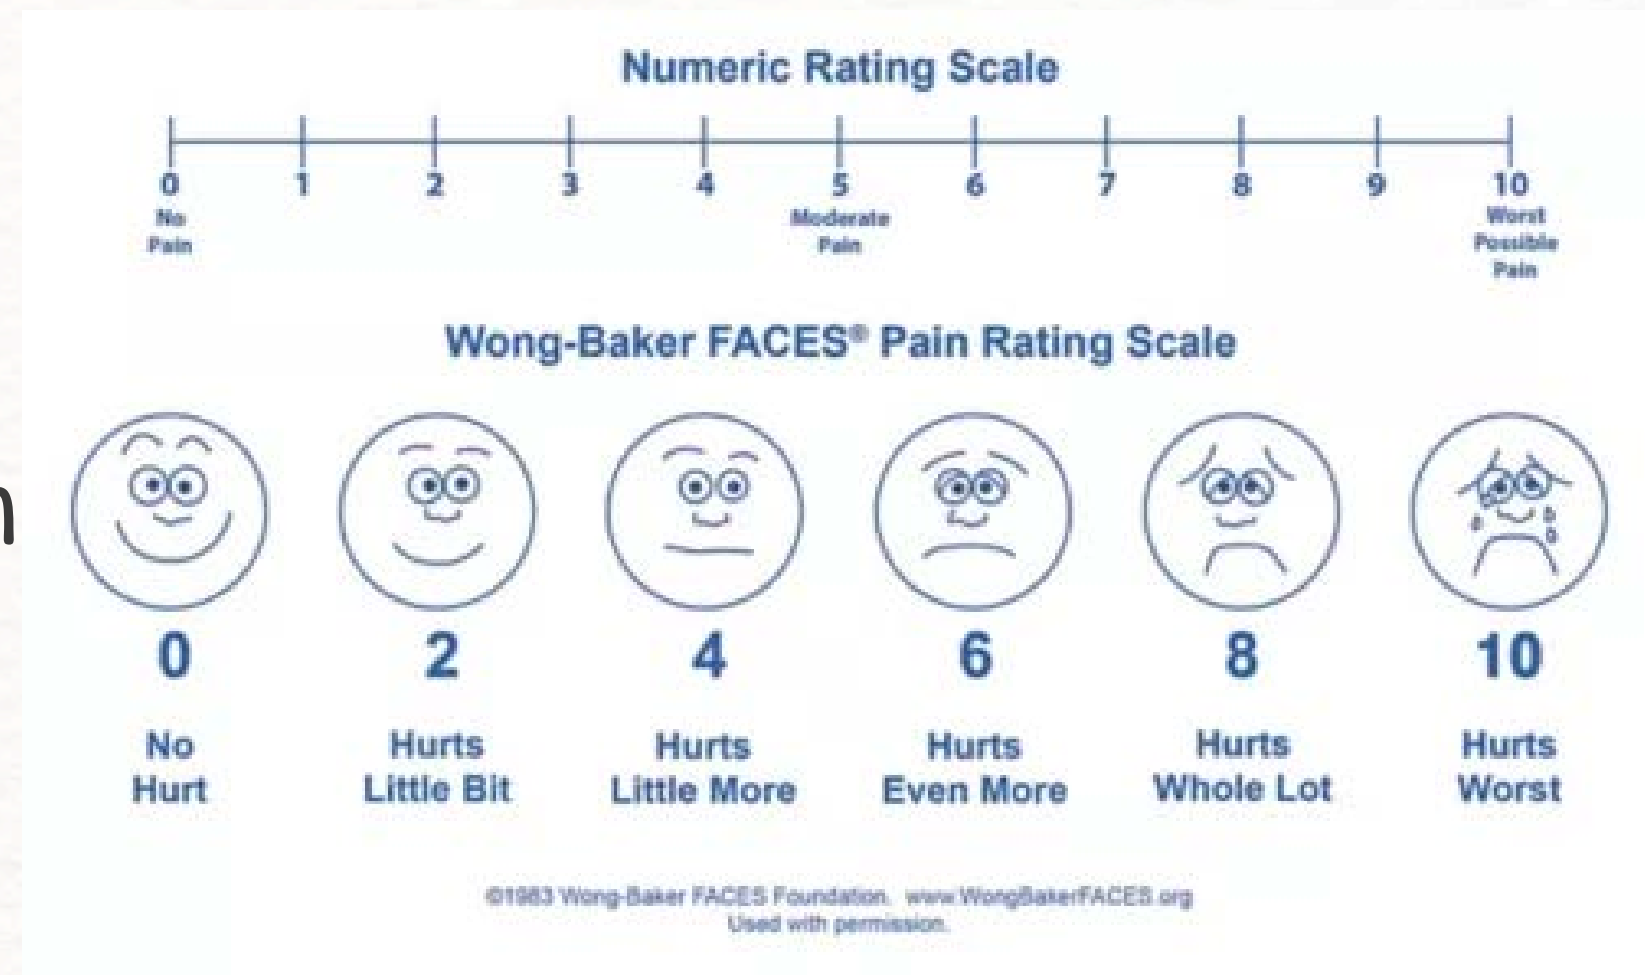 Numeric Rating Scale
0 1 2 3 4 5 6 7 8 9 10
No Pain
Moderate Pain
Worst Possible Pain
Wong-Baker FACES® Pain Rating Scale
0 2 4 6 8 10
No Hurts Hurts Hurts Hurts Hurts
Hurt Little Bit Little More Even More Whole Lot Worst
©1983 Wong-Baker FACES Foundation. www.WongBakerFACES.org
Used with permission.